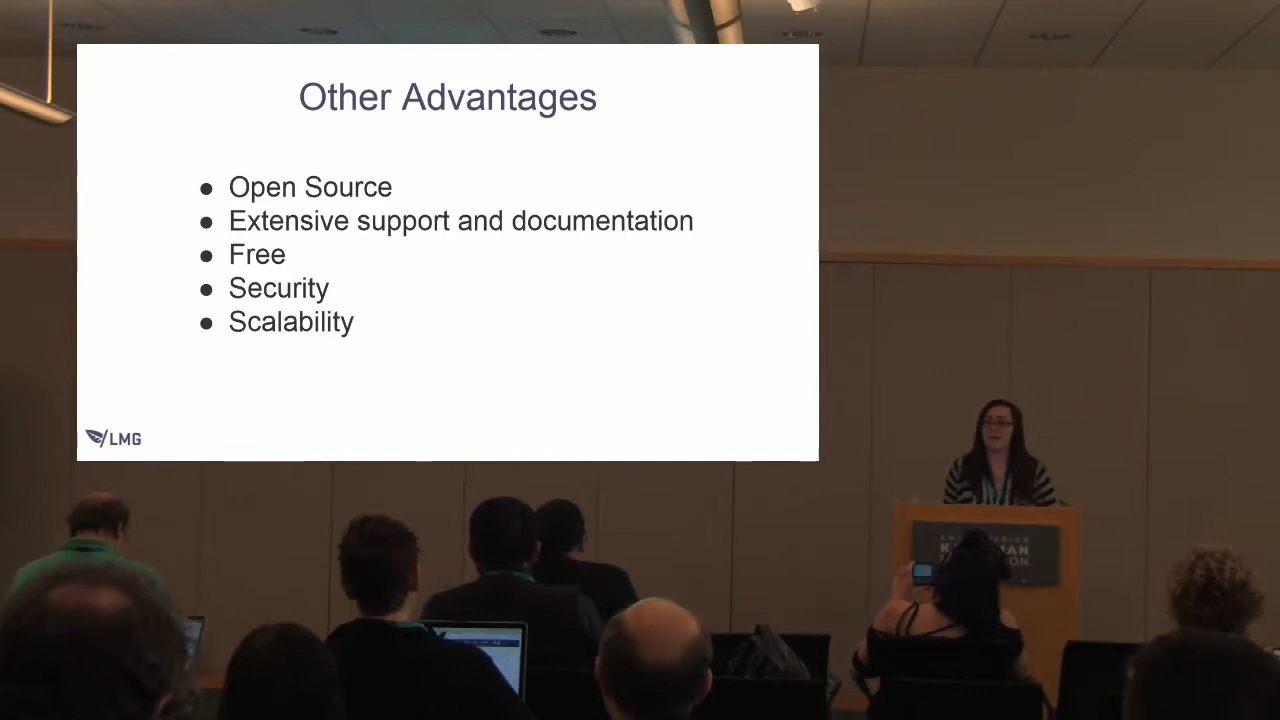 Other Advantages
● Open Source
● Extensive support and documentation
● Free
● Security
● Scalability
LMG